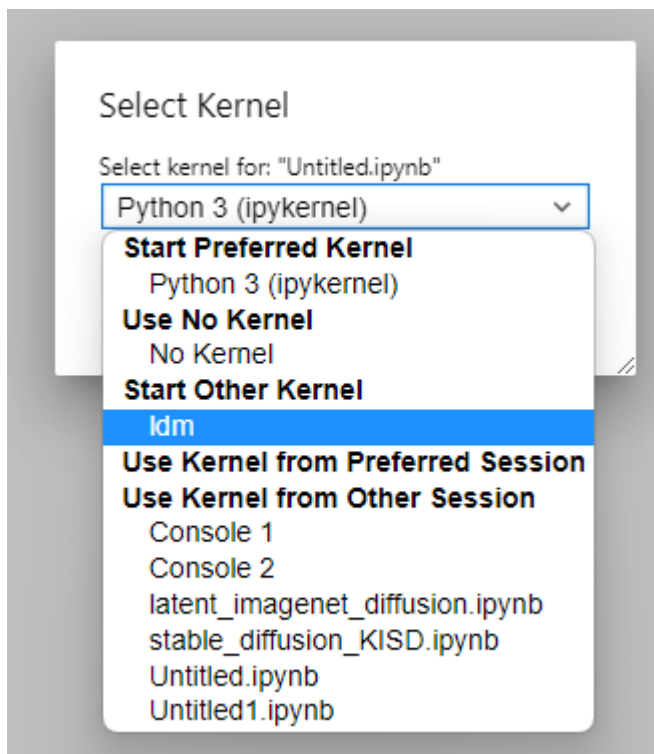 Select Kernel
Select kernel for: "Untitled.ipynb"
Python 3 (ipykernel)
Start Preferred Kernel
Python 3 (ipykernel)
Use No Kernel
No Kernel
Start Other Kernel
ldm
Use Kernel from Preferred Session
Use Kernel from Other Session
Console 1
Console 2
latent_imagenet_diffusion.ipynb
stable_diffusion_KISD.ipynb
Untitled.ipynb
Untitled1.ipynb